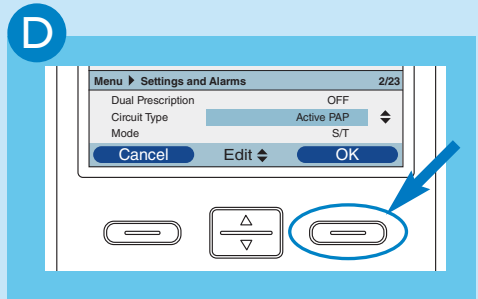 D
Menu ▶ Settings and Alarms 2/23
Dual Prescription OFF
Circuit Type Active PAP
Mode S/T
Cancel Edit OK